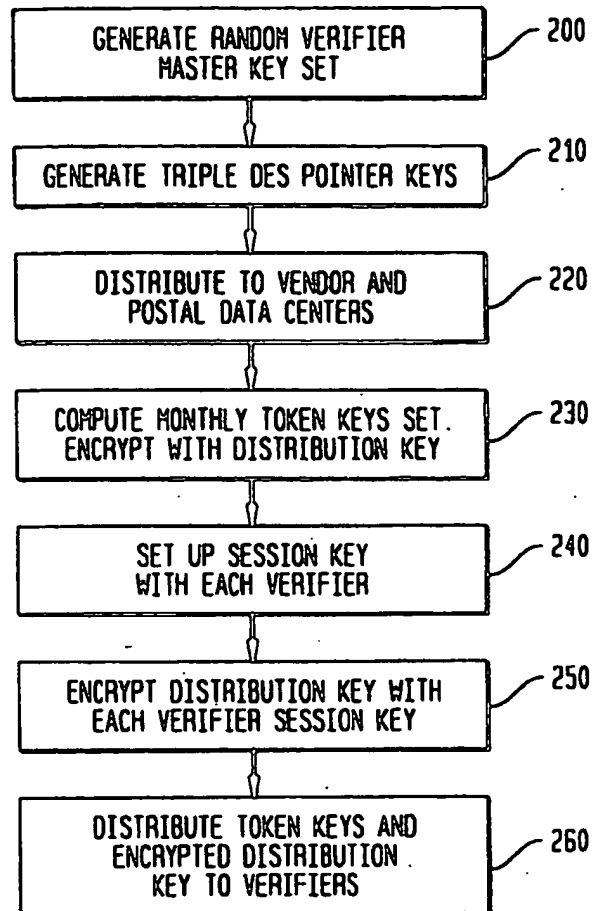 GENERATE RANDOM VERIFIER
MASTER KEY SET
200
GENERATE TRIPLE DES POINTER KEYS
210
DISTRIBUTE TO VENDOR AND
POSTAL DATA CENTERS
220
COMPUTE MONTHLY TOKEN KEYS SET.
ENCRYPT WITH DISTRIBUTION KEY
230
SET UP SESSION KEY
WITH EACH VERIFIER
240
ENCRYPT DISTRIBUTION KEY WITH
EACH VERIFIER SESSION KEY
250
DISTRIBUTE TOKEN KEYS AND
ENCRYPTED DISTRIBUTION
KEY TO VERIFIERS
260